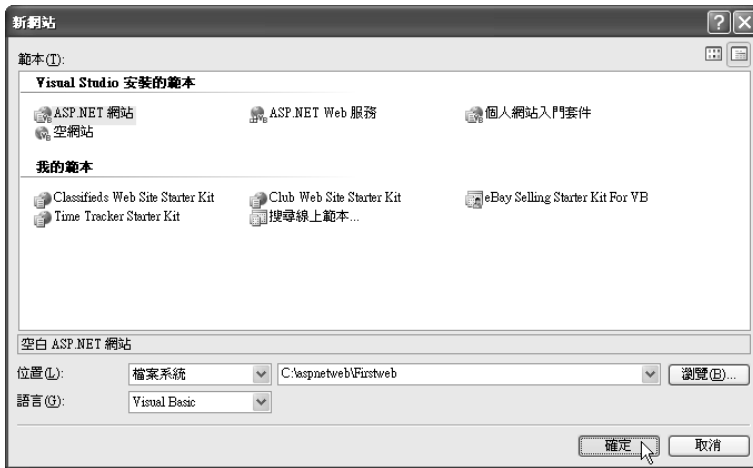 新網站
範本(T):
Visual Studio 安裝的範本
ASP.NET 網站 ASP.NET Web 服務 個人網站入門套件
空網站
我的範本
Classifieds Web Site Starter Kit Club Web Site Starter Kit eBay Selling Starter Kit For VB
Time Tracker Starter Kit 搜尋線上範本...
空白 ASP.NET 網站
位置(L): 檔案系統 C:\aspnetweb\Firstweb 瀏覽(B)...
語言(G): Visual Basic
確定 取消